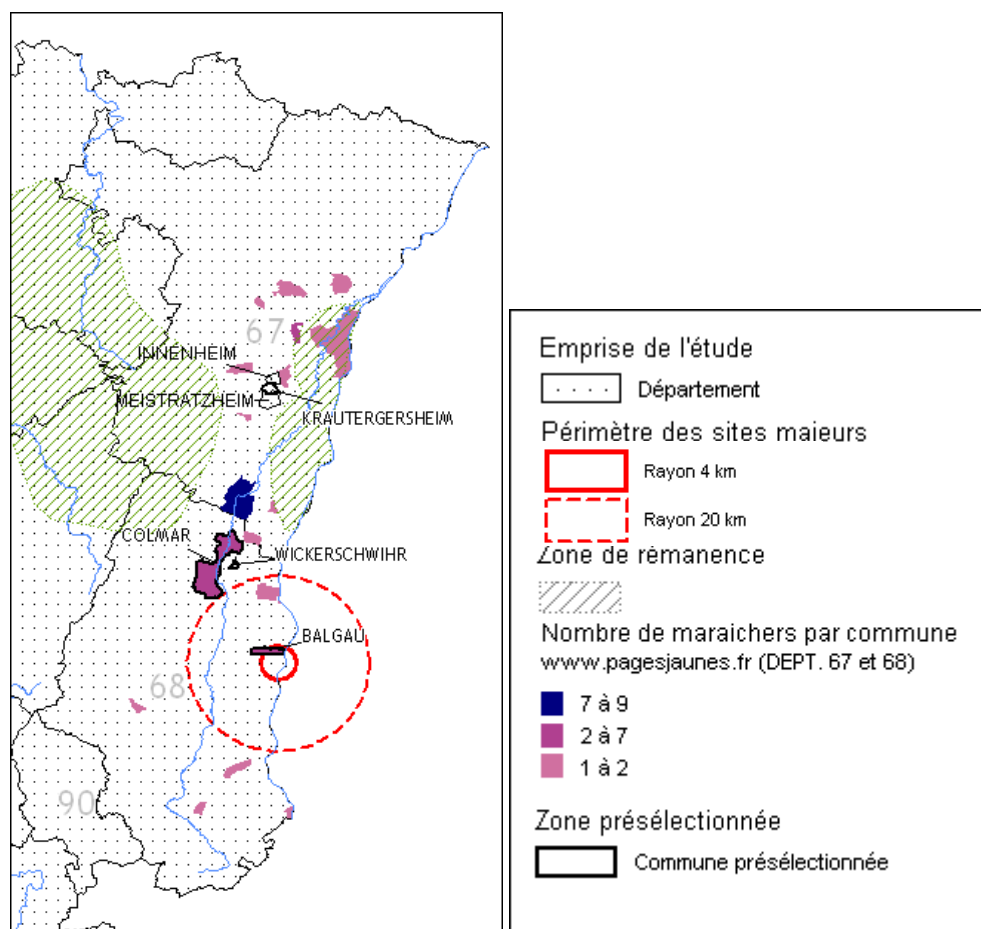 67
INNENHEIM
MEISTRATZHEIM
KRAUTERGERSHEIM
COLMAR
WICKERSCHWIHR
BALGAU
68
90
Emprise de l'étude
Département
Périmètre des sites maieurs
Rayon 4 km
Rayon 20 km
Zone de rémanence
Nombre de maraichers par commune
www.pagesjaunes.fr (DEPT. 67 et 68)
7 à 9
2 à 7
1 à 2
Zone présélectionnée
Commune présélectionnée